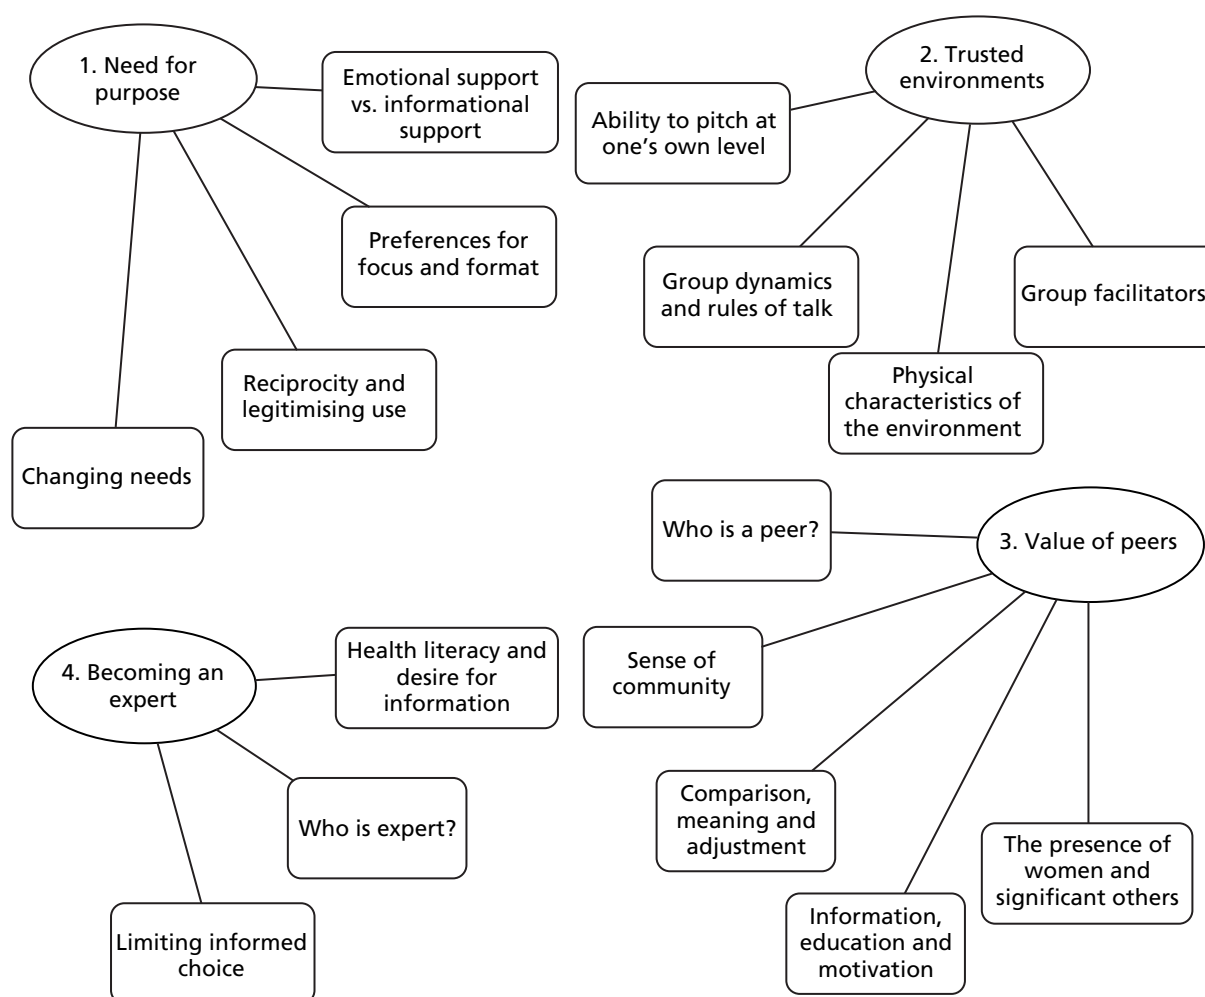 1. Need for
purpose
Emotional support
vs. informational
support
Preferences for
focus and format
Reciprocity and
legitimising use
Changing needs
2. Trusted
environments
Ability to pitch at
one’s own level
Group dynamics
and rules of talk
Physical
characteristics of
the environment
Group facilitators
3. Value of peers
Who is a peer?
Sense of
community
Comparison,
meaning and
adjustment
Information,
education and
motivation
The presence of
women and
significant others
4. Becoming an
expert
Health literacy and
desire for
information
Who is expert?
Limiting informed
choice